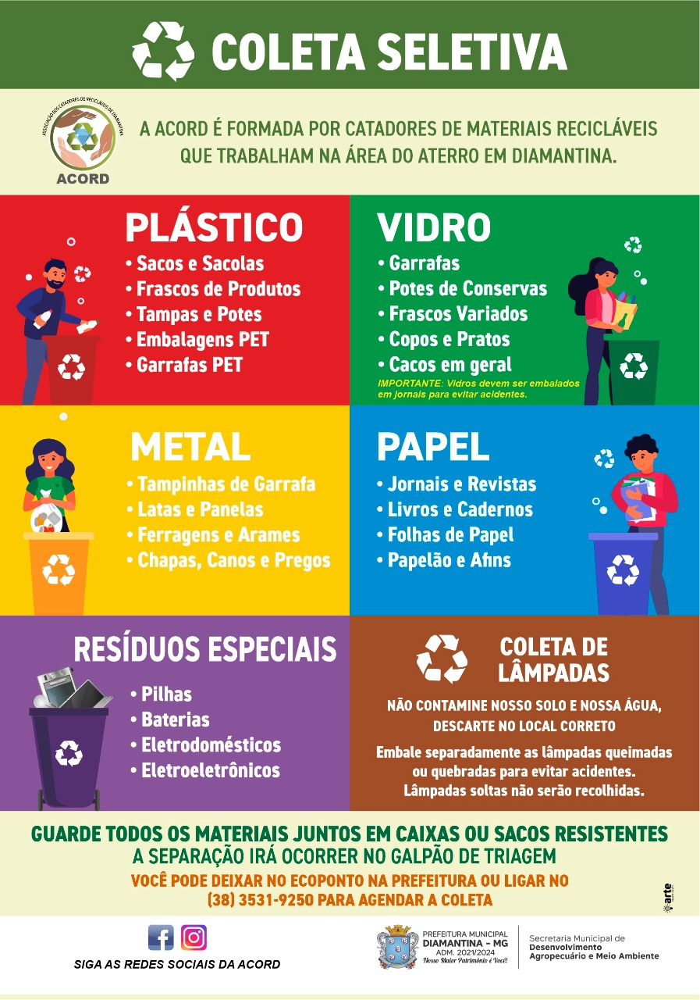 COLETA SELETIVA
ASSOCIAÇÃO DOS CATADORES DE RECICLÁVEIS DE DIAMANTINA
ACORD
A ACORD É FORMADA POR CATADORES DE MATERIAIS RECICLÁVEIS
QUE TRABALHAM NA ÁREA DO ATERRO EM DIAMANTINA.
PLÁSTICO
• Sacos e Sacolas
• Frascos de Produtos
• Tampas e Potes
• Embalagens PET
• Garrafas PET
VIDRO
• Garrafas
• Potes de Conservas
• Frascos Variados
• Copos e Pratos
• Cacos em geral
IMPORTANTE: Vidros devem ser embalados
em jornais para evitar acidentes.
METAL
• Tampinhas de Garrafa
• Latas e Panelas
• Ferragens e Arames
• Chapas, Canos e Pregos
PAPEL
• Jornais e Revistas
• Livros e Cadernos
• Folhas de Papel
• Papelão e Afins
RESÍDUOS ESPECIAIS
• Pilhas
• Baterias
• Eletrodomésticos
• Eletroeletrônicos
COLETA DE
LÂMPADAS
NÃO CONTAMINE NOSSO SOLO E NOSSA ÁGUA,
DESCARTE NO LOCAL CORRETO
Embale separadamente as lâmpadas queimadas
ou quebradas para evitar acidentes.
Lâmpadas soltas não serão recolhidas.
GUARDE TODOS OS MATERIAIS JUNTOS EM CAIXAS OU SACOS RESISTENTES
A SEPARAÇÃO IRÁ OCORRER NO GALPÃO DE TRIAGEM
VOCÊ PODE DEIXAR NO ECOPONTO NA PREFEITURA OU LIGAR NO
(38) 3531-9250 PARA AGENDAR A COLETA
arte
SIGA AS REDES SOCIAIS DA ACORD
PREFEITURA MUNICIPAL
DIAMANTINA - MG
ADM. 2021/2024
Nosso Maior Patrimônio é Você!
Secretaria Municipal de
Desenvolvimento
Agropecuário e Meio Ambiente